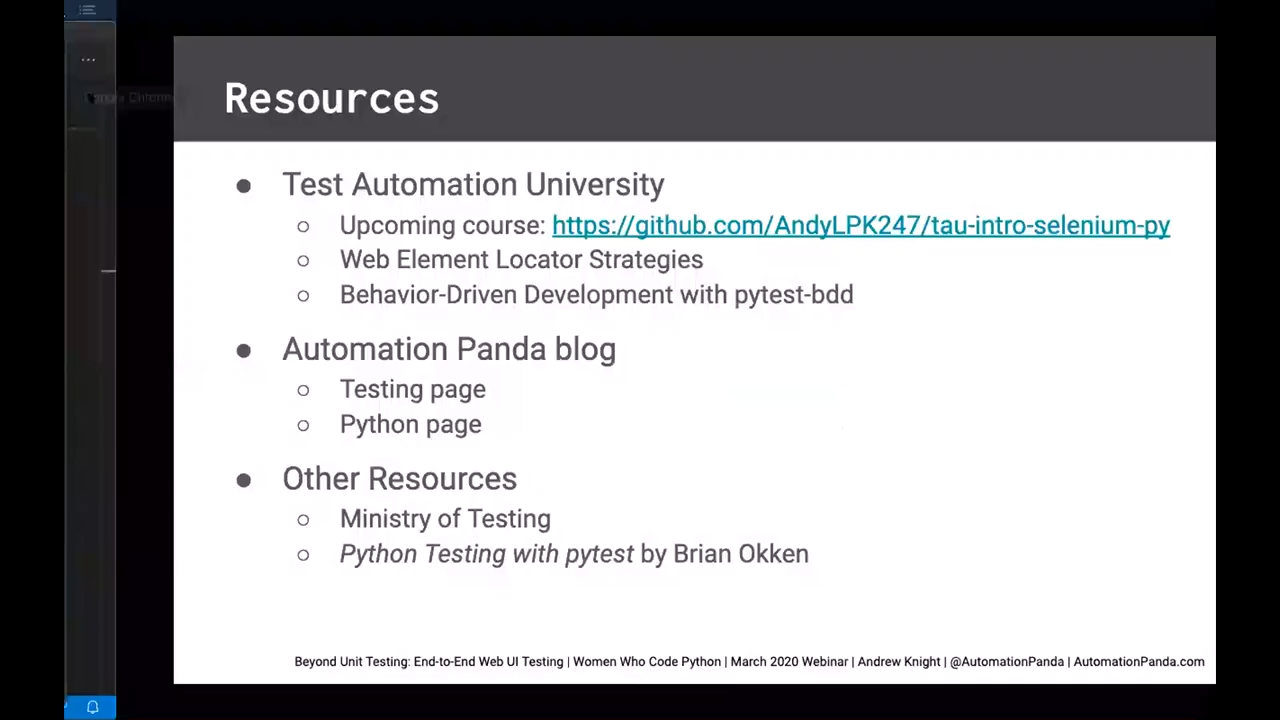 Resources
● Test Automation University
○ Upcoming course: https://github.com/AndyLPK247/tau-intro-selenium-py
○ Web Element Locator Strategies
○ Behavior-Driven Development with pytest-bdd
● Automation Panda blog
○ Testing page
○ Python page
● Other Resources
○ Ministry of Testing
○ Python Testing with pytest by Brian Okken
Beyond Unit Testing: End-to-End Web UI Testing | Women Who Code Python | March 2020 Webinar | Andrew Knight | @AutomationPanda | AutomationPanda.com